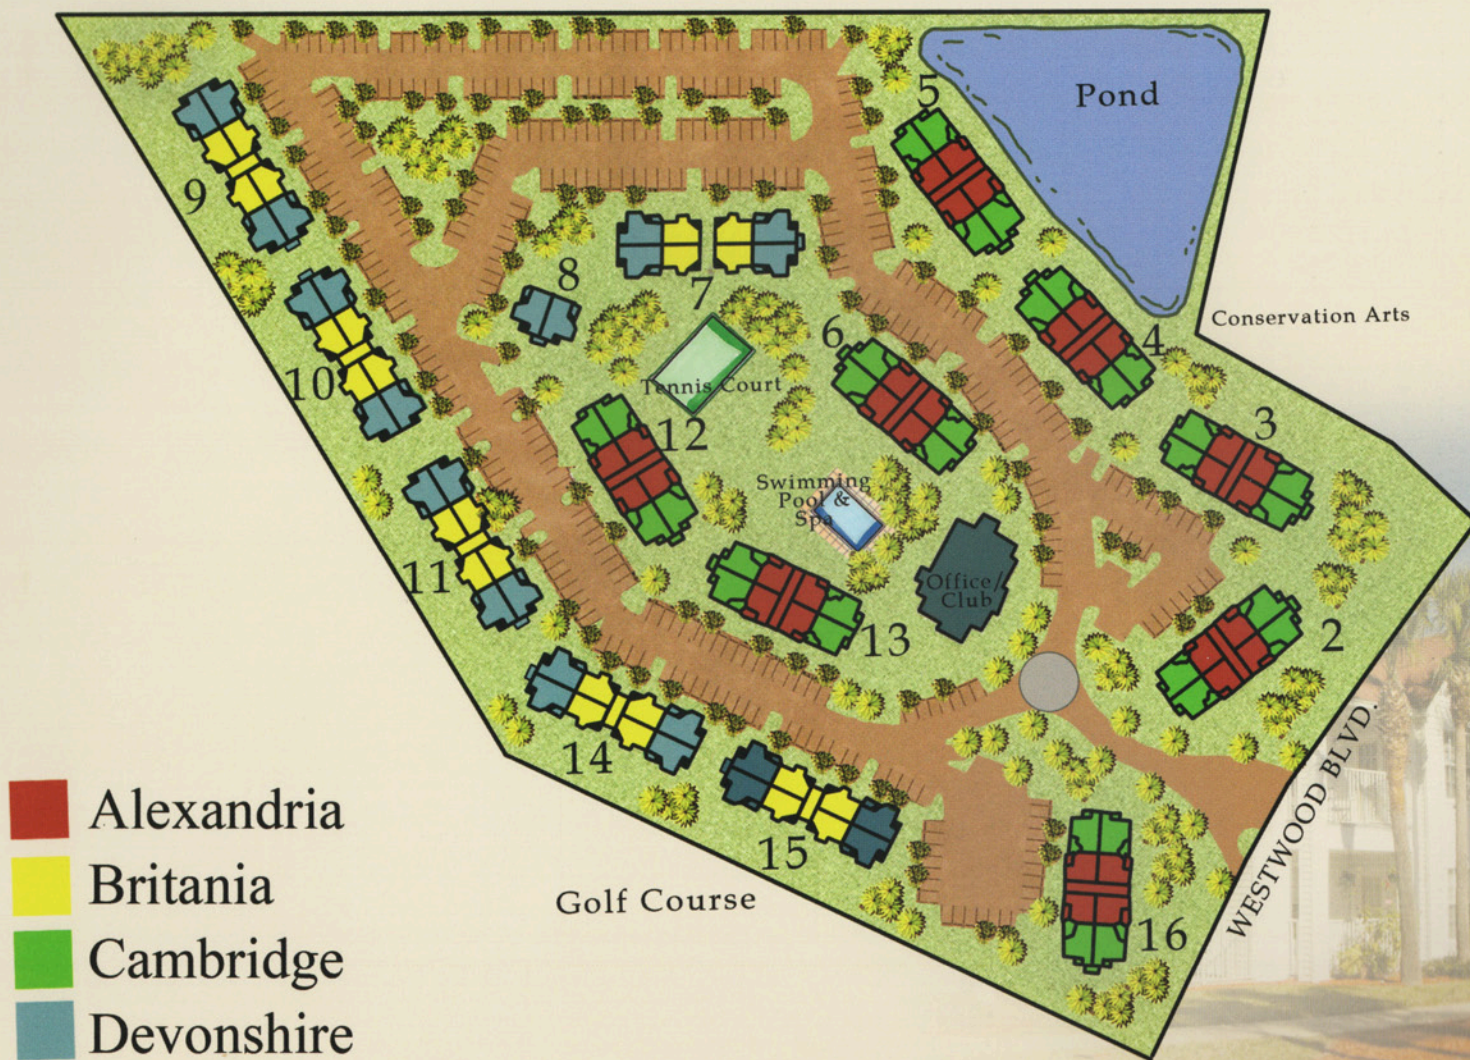 Pond
5
9
8
7
Conservation Arts
6
4
10
Tennis Court
12
3
Swimming
Pool &
Spa
11
Office/
Club
13
2
14
WESTWOOD BLVD.
15
Golf Course
16
Alexandria
Britania
Cambridge
Devonshire